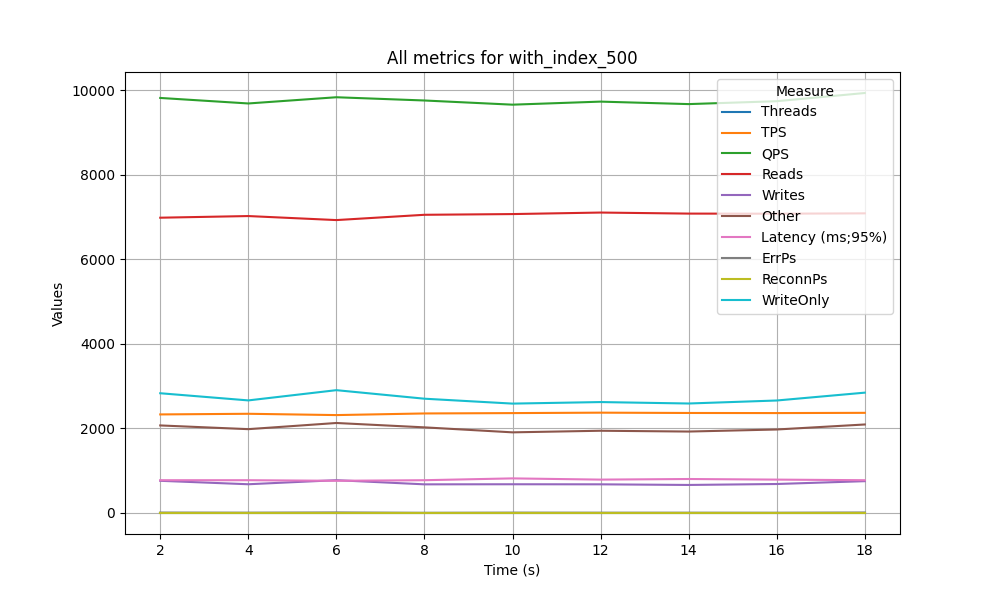 All metrics for with_index_500
Values
10000
8000
6000
4000
2000
0
Measure
Threads
TPS
QPS
Reads
Writes
Other
Latency (ms;95%)
ErrPs
ReconnPs
WriteOnly
2 4 6 8 10 12 14 16 18
Time (s)